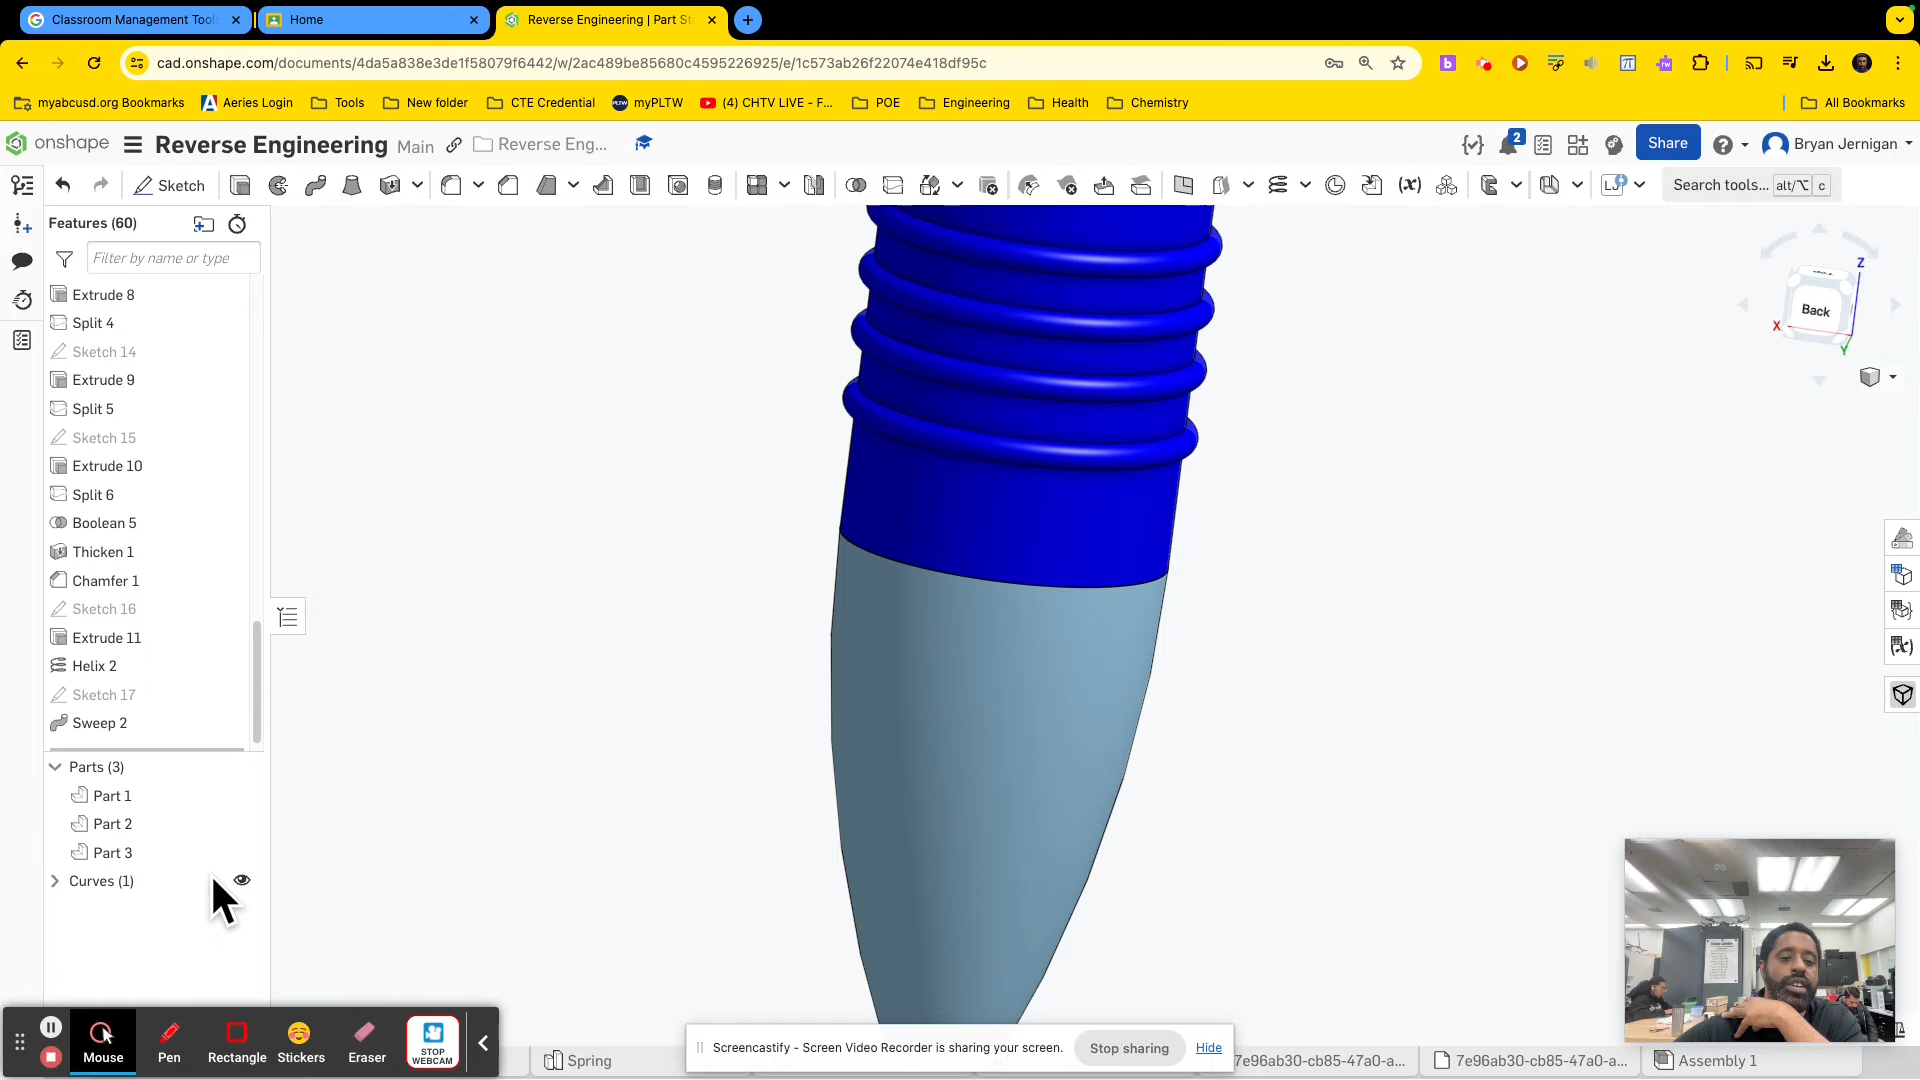 Classroom Management Tool
Home
Reverse Engineering | Part St
cad.onshape.com/documents/4da5a838e3de1f58079f6442/w/2ac489be85680c4595226925/e/1c573ab26f22074e418df95c
myabcusd.org Bookmarks
Aeries Login
Tools
New folder
CTE Credential
PLTW
myPLTW
(4) CHTV LIVE - F...
POE
Engineering
Health
Chemistry
All Bookmarks
onshape
Reverse Engineering
Main
Reverse Eng...
2
Share
Bryan Jernigan
Sketch
Search tools...
alt/⌥
c
Features (60)
Filter by name or type
Extrude 8
Split 4
Sketch 14
Extrude 9
Split 5
Sketch 15
Extrude 10
Split 6
Boolean 5
Thicken 1
Chamfer 1
Sketch 16
Extrude 11
Helix 2
Sketch 17
Sweep 2
Parts (3)
Part 1
Part 2
Part 3
Curves (1)
Z
Back
X
Y
Mouse
Pen
Rectangle
Stickers
Eraser
STOP
WEBCAM
Spring
Screencastify - Screen Video Recorder is sharing your screen.
Stop sharing
Hide
7e96ab30-cb85-47a0-a...
7e96ab30-cb85-47a0-a...
Assembly 1